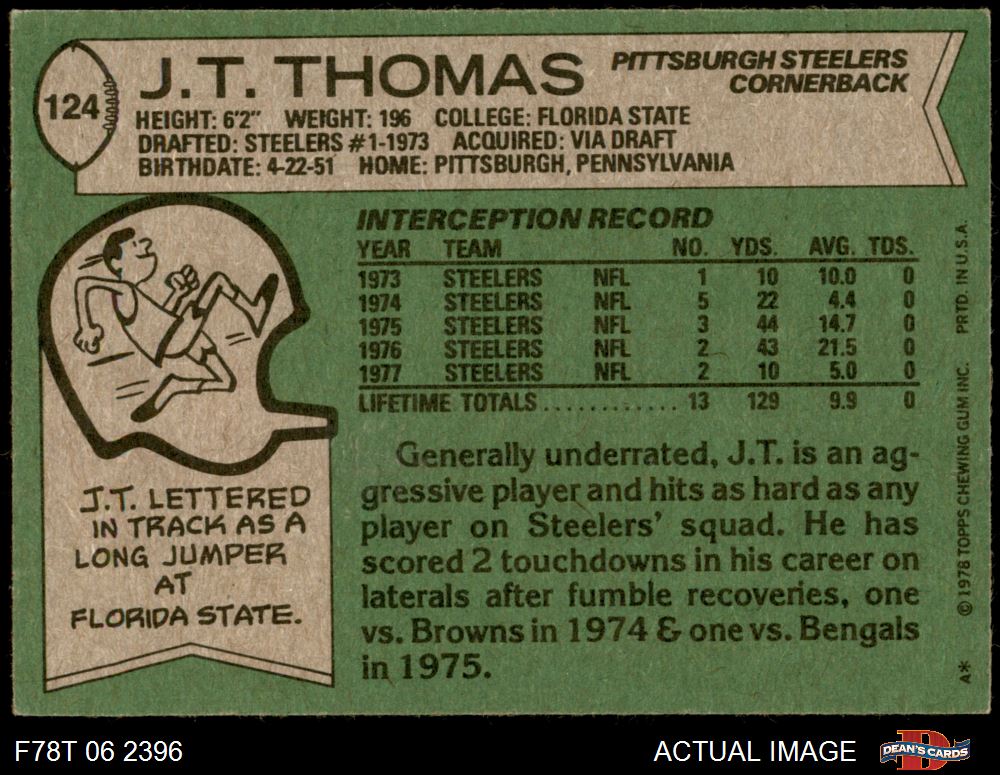 124
J.T. THOMAS
PITTSBURGH STEELERS
CORNERBACK
HEIGHT: 6'2" WEIGHT: 196 COLLEGE: FLORIDA STATE
DRAFTED: STEELERS #1-1973 ACQUIRED: VIA DRAFT
BIRTHDATE: 4-22-51 HOME: PITTSBURGH, PENNSYLVANIA
INTERCEPTION RECORD
YEAR TEAM NO. YDS. AVG. TDS.
1973 STEELERS NFL 1 10 10.0 0
1974 STEELERS NFL 5 22 4.4 0
1975 STEELERS NFL 3 44 14.7 0
1976 STEELERS NFL 2 43 21.5 0
1977 STEELERS NFL 2 10 5.0 0
LIFETIME TOTALS............. 13 129 9.9 0
Generally underrated, J.T. is an ag-
gressive player and hits as hard as any
player on Steelers' squad. He has
scored 2 touchdowns in his career on
laterals after fumble recoveries, one
vs. Browns in 1974 & one vs. Bengals
in 1975.
J.T. LETTERED
IN TRACK AS A
LONG JUMPER
AT
FLORIDA STATE.
A* © 1978 TOPPS CHEWING GUM INC. PRTD. IN U.S.A.
F78T 06 2396
ACTUAL IMAGE
D
DEAN'S CARDS